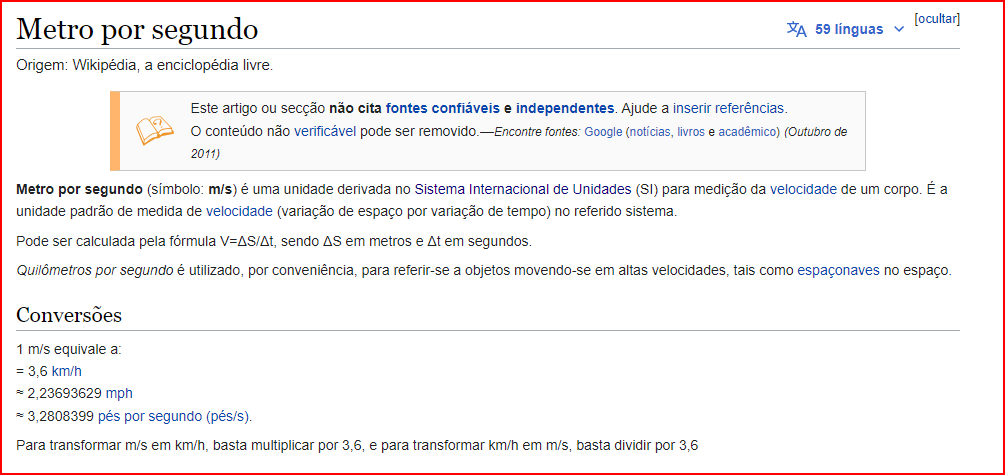 Metro por segundo
59 línguas
[ocultar]
Origem: Wikipédia, a enciclopédia livre.
Este artigo ou secção não cita fontes confiáveis e independentes. Ajude a inserir referências.
O conteúdo não verificável pode ser removido.—Encontre fontes: Google (notícias, livros e acadêmico) (Outubro de
2011)
Metro por segundo (símbolo: m/s) é uma unidade derivada no Sistema Internacional de Unidades (SI) para medição da velocidade de um corpo. É a
unidade padrão de medida de velocidade (variação de espaço por variação de tempo) no referido sistema.
Pode ser calculada pela fórmula V=ΔS/Δt, sendo ΔS em metros e Δt em segundos.
Quilômetros por segundo é utilizado, por conveniência, para referir-se a objetos movendo-se em altas velocidades, tais como espaçonaves no espaço.
Conversões
1 m/s equivale a:
= 3,6 km/h
≈ 2,23693629 mph
≈ 3,2808399 pés por segundo (pés/s).
Para transformar m/s em km/h, basta multiplicar por 3,6, e para transformar km/h em m/s, basta dividir por 3,6